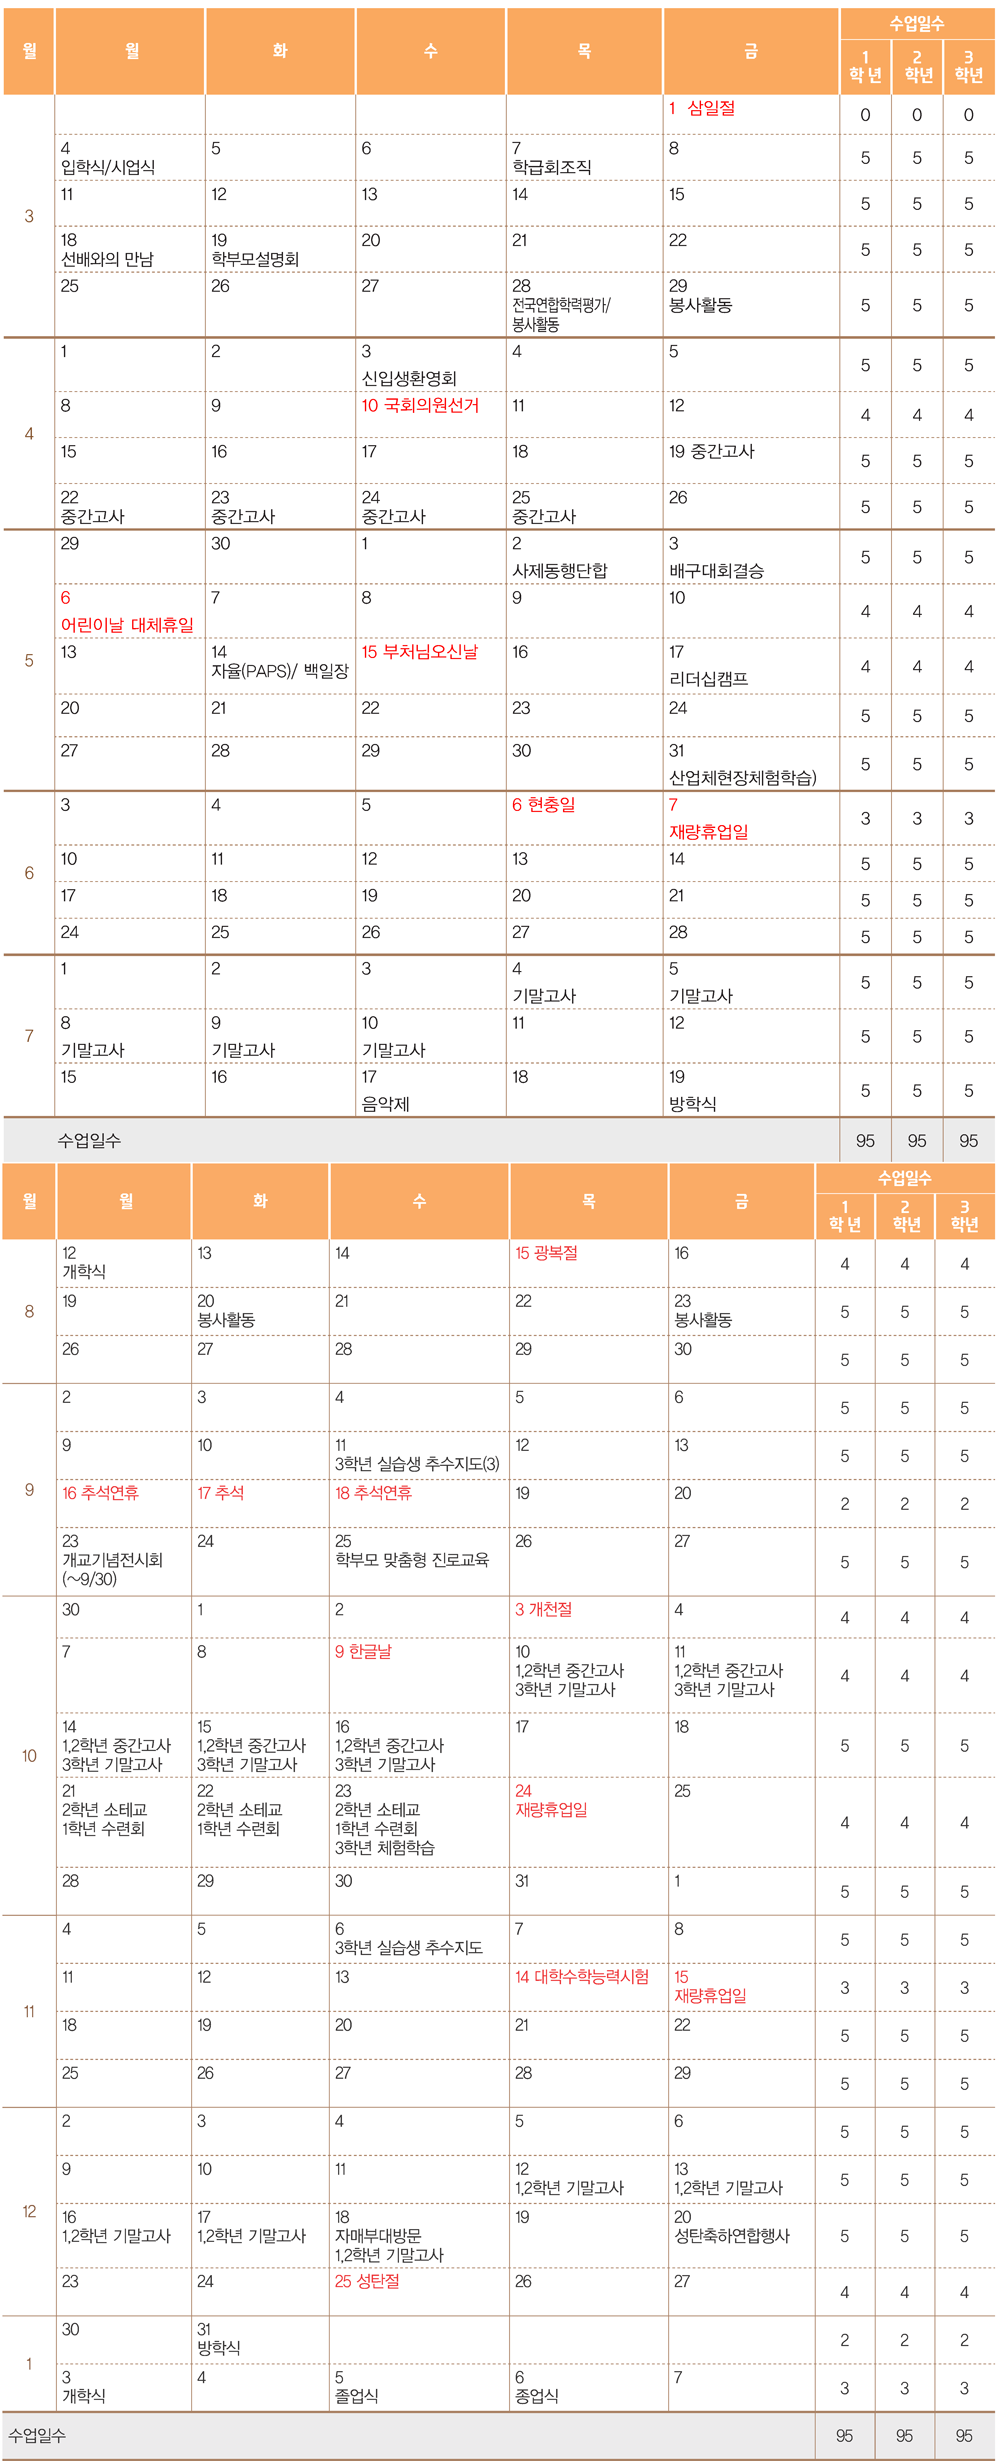 월 월 화 수 목 금 수업일수
1 학 년 2 학년 3 학년
1 삼일절 0 0 0
4 5 6 7 8
입학식/시업식 학급회조직 5 5 5
3
11 12 13 14 15 5 5 5
18 19 20 21 22
선배와의 만남 학부모설명회 5 5 5
25 26 27 28 29
전국연합학력평가/ 봉사활동 5 5 5
봉사활동
1 2 3 4 5
신입생환영회 5 5 5
4
8 9 10 국회의원선거 11 12 4 4 4
15 16 17 18 19 중간고사 5 5 5
22 23 24 25 26
중간고사 중간고사 중간고사 중간고사 5 5 5
29 30 1 2 3
사제동행단합 배구대회결승 5 5 5
6 7 8 9 10
어린이날 대체휴일 4 4 4
5
13 14 15 부처님오신날 16 17
자율(PAPS)/ 백일장 리더십캠프 4 4 4
20 21 22 23 24 5 5 5
27 28 29 30 31
산업체현장체험학습) 5 5 5
3 4 5 6 현충일 7
재량휴업일 3 3 3
6
10 11 12 13 14 5 5 5
17 18 19 20 21 5 5 5
24 25 26 27 28 5 5 5
1 2 3 4 5
기말고사 기말고사 5 5 5
7
8 9 10 11 12
기말고사 기말고사 기말고사 5 5 5
15 16 17 18 19
음악제 방학식 5 5 5
수업일수 95 95 95
월 월 화 수 목 금 수업일수
1 학 년 2 학년 3 학년
12 13 14 15 광복절 16
개학식 4 4 4
8
19 20 21 22 23
봉사활동 봉사활동 5 5 5
26 27 28 29 30 5 5 5
2 3 4 5 6 5 5 5
9
9 10 11 12 13
3학년 실습생 추수지도(3) 5 5 5
16 추석연휴 17 추석 18 추석연휴 19 20 2 2 2
23 24 25 26 27
개교기념전시회 학부모 맞춤형 진로교육 5 5 5
(~9/30)
30 1 2 3 개천절 4 4 4 4
7 8 9 한글날 10 11
1,2학년 중간고사 1,2학년 중간고사 4 4 4
3학년 기말고사 3학년 기말고사
10
14 15 16 17 18
1,2학년 중간고사 1,2학년 중간고사 1,2학년 중간고사 5 5 5
3학년 기말고사 3학년 기말고사 3학년 기말고사
21 22 23 24 25
2학년 소테교 2학년 소테교 2학년 소테교 재량휴업일 4 4 4
1학년 수련회 1학년 수련회 1학년 수련회
3학년 체험학습
28 29 30 31 1 5 5 5
4 5 6 7 8
3학년 실습생 추수지도 5 5 5
11
11 12 13 14 대학수학능력시험 15
재량휴업일 3 3 3
18 19 20 21 22 5 5 5
25 26 27 28 29 5 5 5
2 3 4 5 6 5 5 5
12
9 10 11 12 13
1,2학년 기말고사 1,2학년 기말고사 5 5 5
16 17 18 19 20
1,2학년 기말고사 1,2학년 기말고사 자매부대방문 성탄축하연합행사 5 5 5
1,2학년 기말고사
23 24 25 성탄절 26 27 4 4 4
30 31
방학식 2 2 2
1
3 4 5 6 7
개학식 졸업식 종업식 3 3 3
수업일수 95 95 95